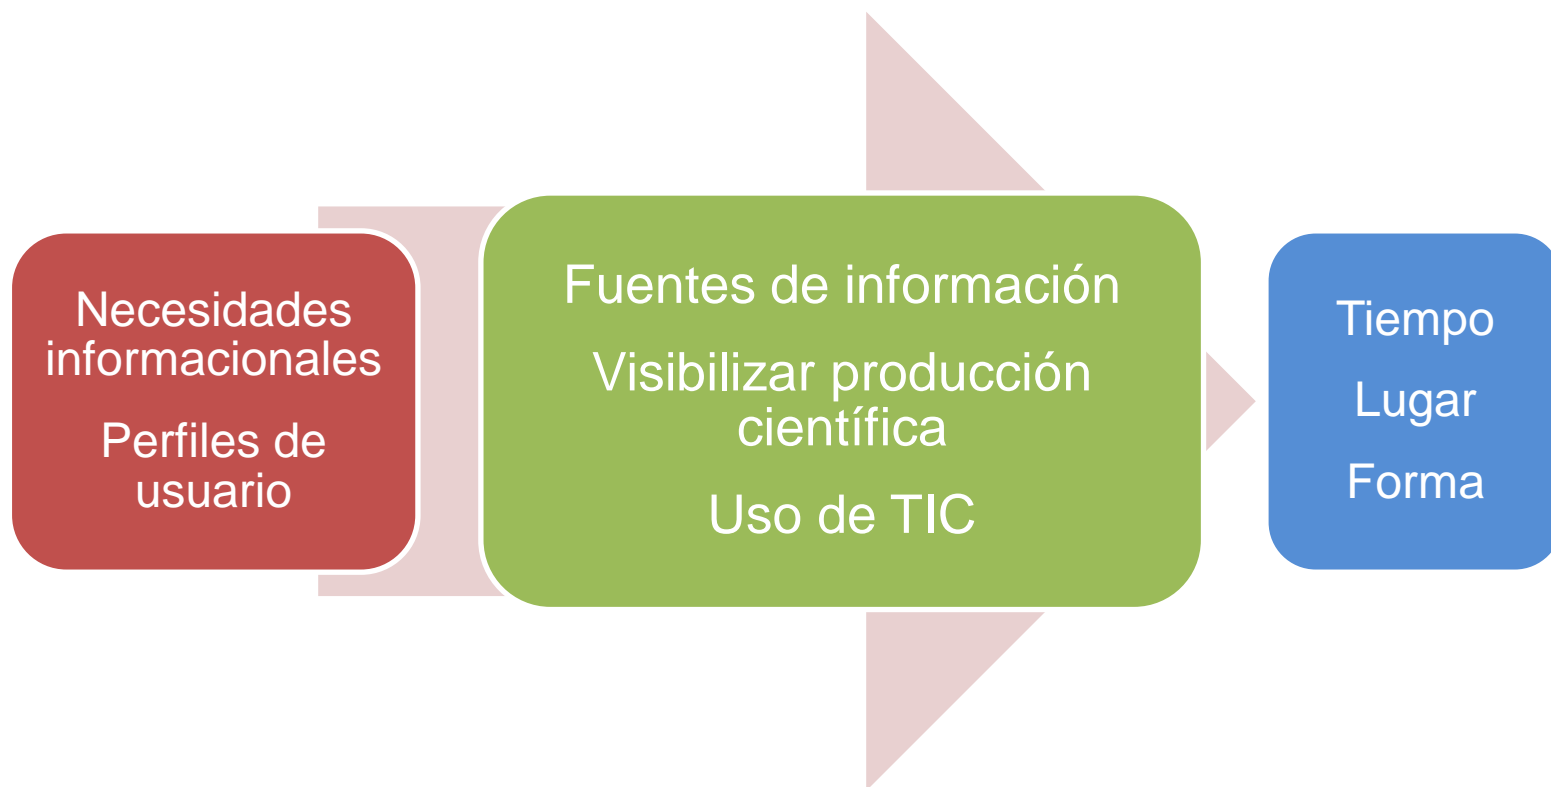 Necesidades
informacionales
Perfiles de
usuario
Fuentes de información
Visibilizar producción
científica
Uso de TIC
Tiempo
Lugar
Forma